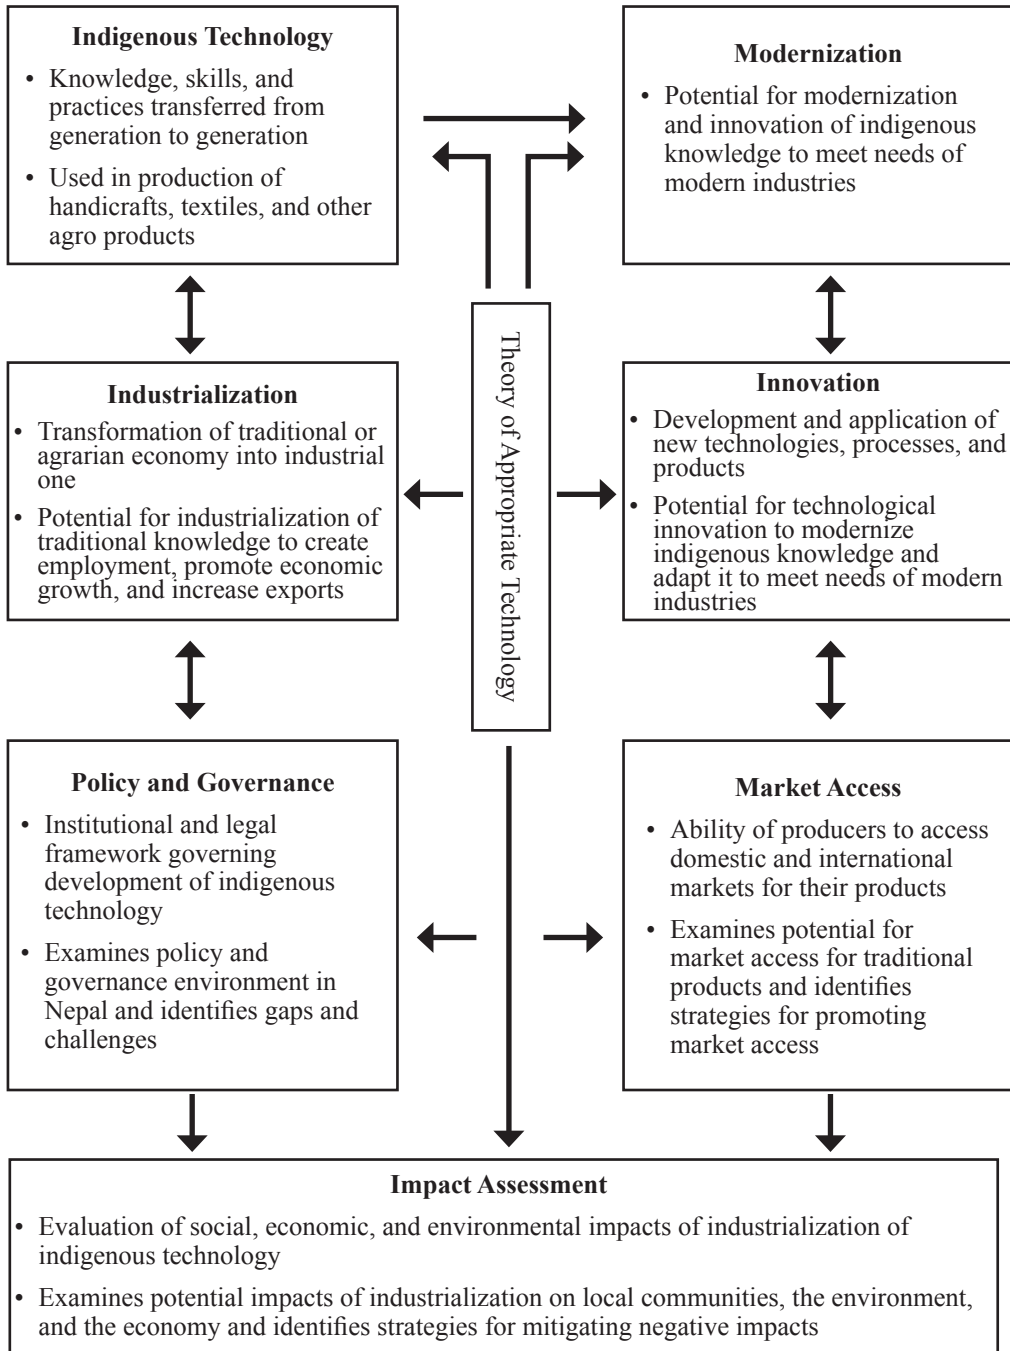 Indigenous Technology
• Knowledge, skills, and
practices transferred from
generation to generation
• Used in production of
handicrafts, textiles, and other
agro products
Modernization
• Potential for modernization
and innovation of indigenous
knowledge to meet needs of
modern industries
Theory of Appropriate Technology
Industrialization
• Transformation of traditional or
agrarian economy into industrial
one
• Potential for industrialization of
traditional knowledge to create
employment, promote economic
growth, and increase exports
Innovation
• Development and application of
new technologies, processes, and
products
• Potential for technological
innovation to modernize
indigenous knowledge and
adapt it to meet needs of modern
industries
Policy and Governance
• Institutional and legal
framework governing
development of indigenous
technology
• Examines policy and
governance environment in
Nepal and identifies gaps and
challenges
Market Access
• Ability of producers to access
domestic and international
markets for their products
• Examines potential for
market access for traditional
products and identifies
strategies for promoting
market access
Impact Assessment
• Evaluation of social, economic, and environmental impacts of industrialization of
indigenous technology
• Examines potential impacts of industrialization on local communities, the environment,
and the economy and identifies strategies for mitigating negative impacts